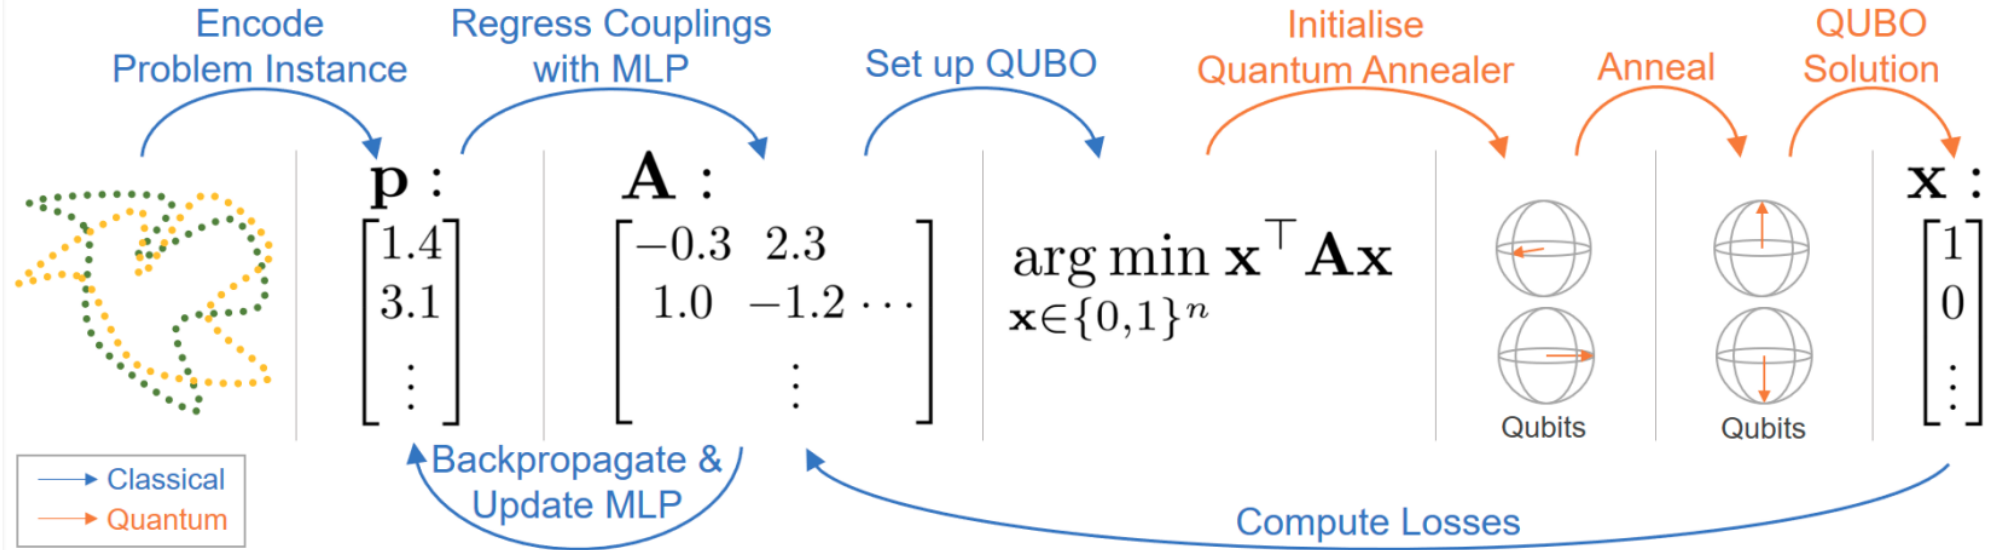 Encode
Problem Instance
Regress Couplings
with MLP
Set up QUBO
Initialise
Quantum Annealer
Anneal
QUBO
Solution
p :
1.4
3.1
⋮
A :
−0.3 2.3
1.0 −1.2 ⋯
⋮
arg min x⊤Ax
x∈{0,1}ⁿ
Qubits
Qubits
x :
1
0
⋮
Backpropagate &
Update MLP
Compute Losses
Classical
Quantum